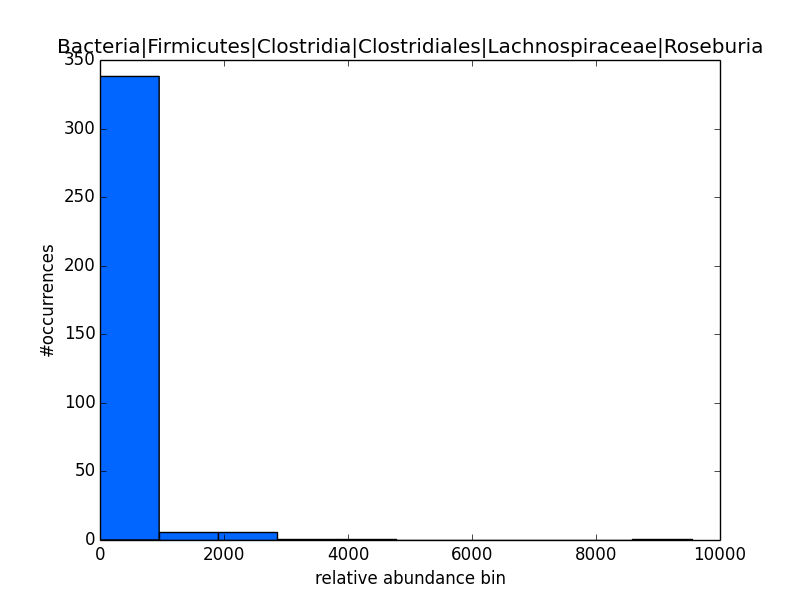 Bacteria|Firmicutes|Clostridia|Clostridiales|Lachnospiraceae|Roseburia
350
300
250
200
150
100
50
0
#occurrences
0 2000 4000 6000 8000 10000
relative abundance bin